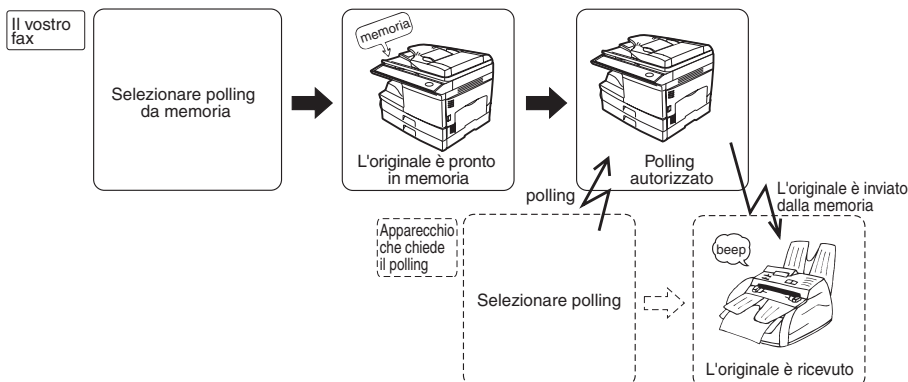 Il vostro
fax
Selezionare polling
da memoria
memoria
L'originale è pronto
in memoria
Polling
autorizzato
polling
L'originale è inviato
dalla memoria
Apparecchio
che chiede
il polling
Selezionare polling
beep
L'originale è ricevuto